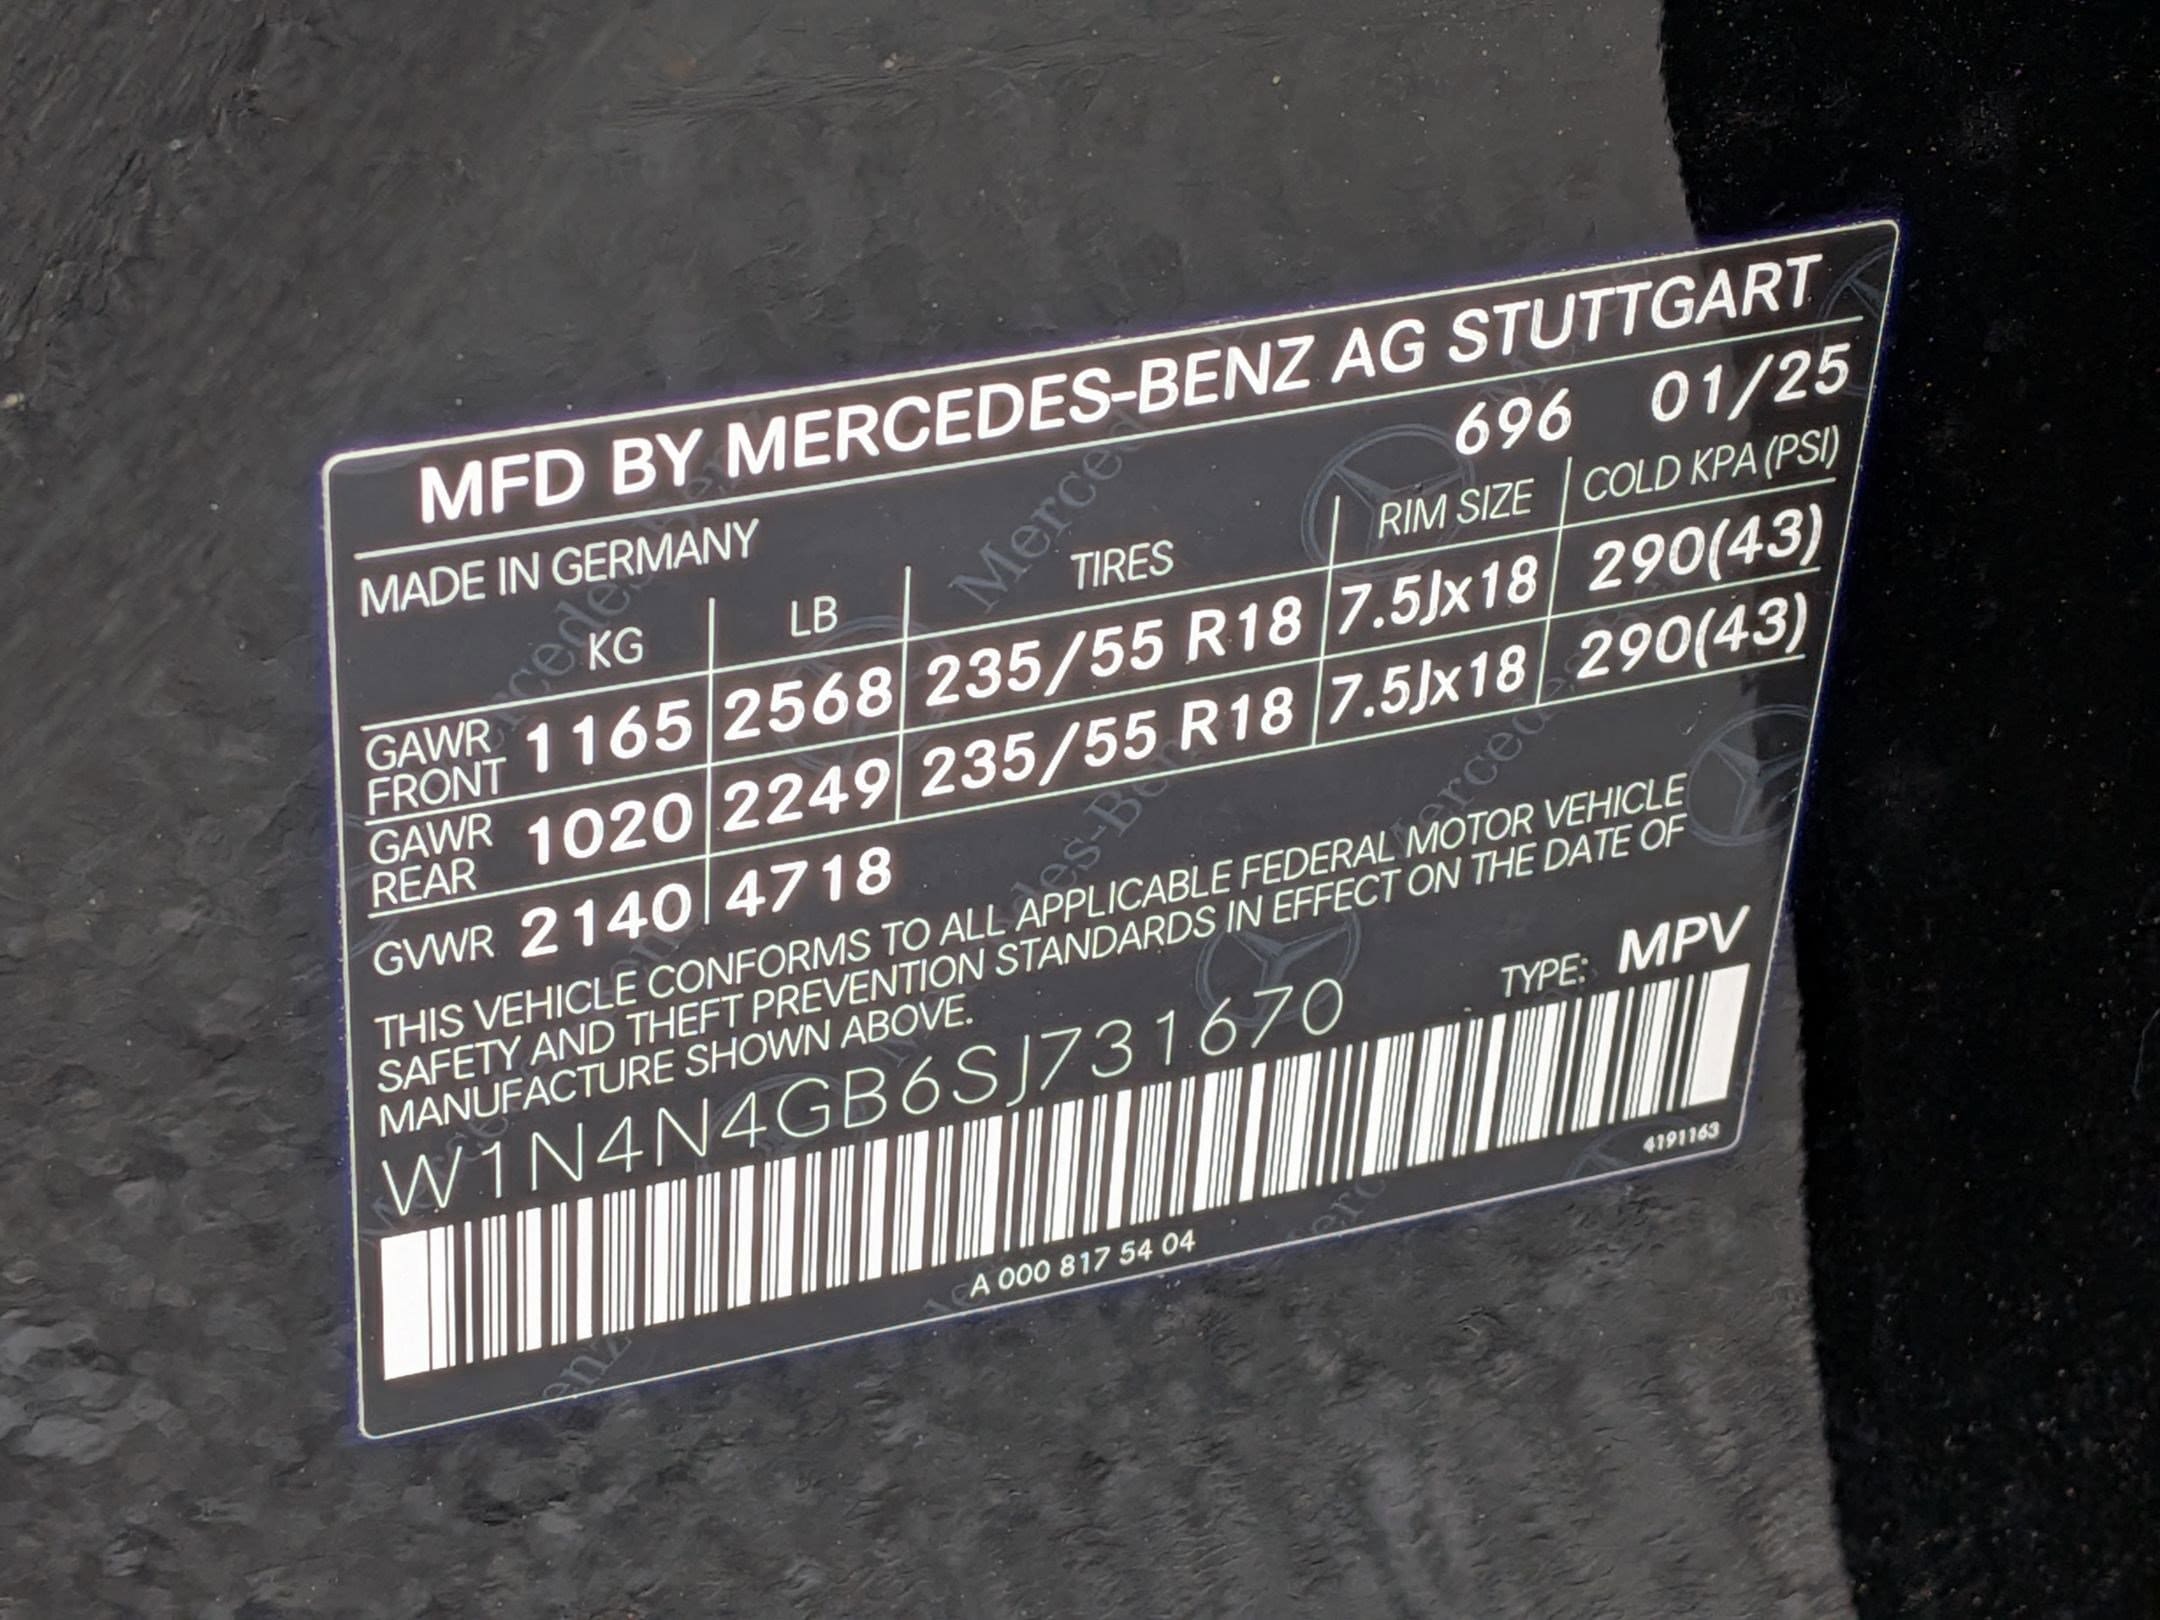 MFD BY MERCEDES-BENZ AG STUTTGART
MADE IN GERMANY 696 01/25
KG LB TIRES RIM SIZE COLD KPA (PSI)
GAWR FRONT 1165 2568 235/55 R18 7.5Jx18 290(43)
GAWR REAR 1020 2249 235/55 R18 7.5Jx18 290(43)
GVWR 2140 4718
THIS VEHICLE CONFORMS TO ALL APPLICABLE FEDERAL MOTOR VEHICLE
SAFETY AND THEFT PREVENTION STANDARDS IN EFFECT ON THE DATE OF
MANUFACTURE SHOWN ABOVE.
TYPE: MPV
W1N4N4GB6SJ731670
4191163
A 000 817 54 04